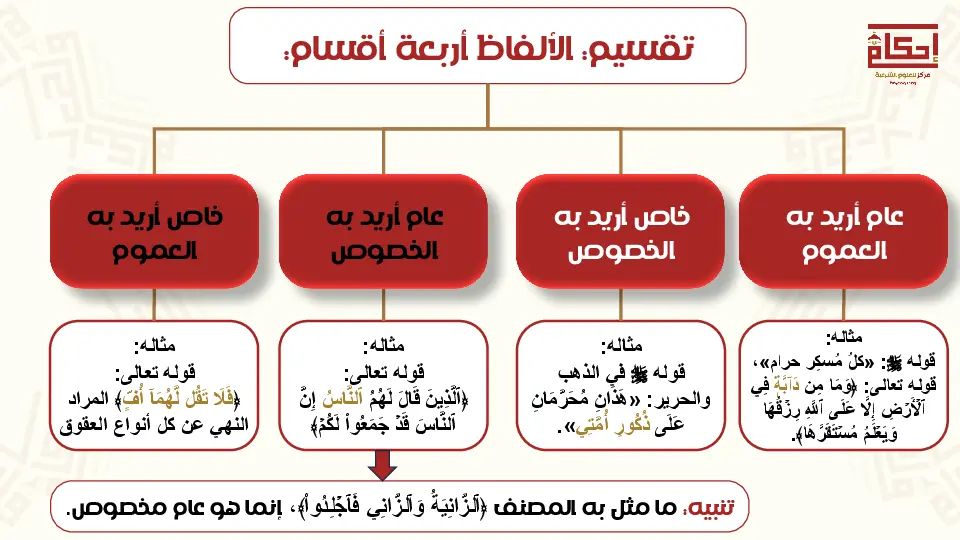 تقسيم: الألفاظ أربعة أقسام:
إحكام
مركز للعلوم الشرعية
عام أريد به
العموم
خاص أريد به
الخصوص
عام أريد به
الخصوص
خاص أريد به
العموم
مثاله:
قوله ﷺ: «كلُ مُسكِر حرام»،
قوله تعالى: ﴿وَمَا مِن دَآبَّةٖ فِي
ٱلۡأَرۡضِ إِلَّا عَلَى ٱللَّهِ رِزۡقُهَا
وَيَعۡلَمُ مُسۡتَقَرَّهَا﴾.
مثاله:
قوله ﷺ في الذهب
والحرير: «هَذَانِ مُحَرَّمَانِ
عَلَى ذُكُورِ أُمَّتِي».
مثاله:
قوله تعالى:
﴿ٱلَّذِينَ قَالَ لَهُمُ ٱلنَّاسُ إِنَّ
ٱلنَّاسَ قَدۡ جَمَعُواْ لَكُمۡ﴾
مثاله:
قوله تعالى:
﴿فَلَا تَقُل لَّهُمَآ أُفّٖ﴾ المراد
النهي عن كل أنواع العقوق
تنبيه: ما مثل به المصنف ﴿ٱلزَّانِيَةُ وَٱلزَّانِي فَٱجۡلِدُواْ﴾، إنما هو عام مخصوص.